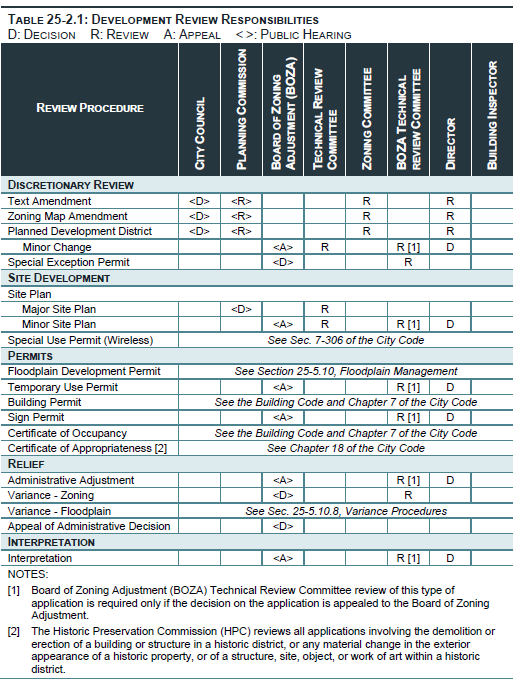 TABLE 25-2.1: DEVELOPMENT REVIEW RESPONSIBILITIES
D: DECISION R: REVIEW A: APPEAL < >: PUBLIC HEARING
REVIEW PROCEDURE CITY COUNCIL PLANNING COMMISSION BOARD OF ZONING ADJUSTMENT (BOZA) TECHNICAL REVIEW COMMITTEE ZONING COMMITTEE BOZA TECHNICAL REVIEW COMMITTEE DIRECTOR BUILDING INSPECTOR
DISCRETIONARY REVIEW
Text Amendment <D> <R> R R
Zoning Map Amendment <D> <R> R R
Planned Development District <D> <R> R R
Minor Change <A> R R [1] D
Special Exception Permit <D> R
SITE DEVELOPMENT
Site Plan
Major Site Plan <D> R
Minor Site Plan <A> R R [1] D
Special Use Permit (Wireless) See Sec. 7-306 of the City Code
PERMITS
Floodplain Development Permit See Section 25-5.10, Floodplain Management
Temporary Use Permit <A> R [1] D
Building Permit See the Building Code and Chapter 7 of the City Code
Sign Permit <A> R [1] D
Certificate of Occupancy See the Building Code and Chapter 7 of the City Code
Certificate of Appropriateness [2] See Chapter 18 of the City Code
RELIEF
Administrative Adjustment <A> R [1] D
Variance - Zoning <D> R
Variance - Floodplain See Sec. 25-5.10.8, Variance Procedures
Appeal of Administrative Decision <D>
INTERPRETATION
Interpretation <A> R [1] D
NOTES:
[1] Board of Zoning Adjustment (BOZA) Technical Review Committee review of this type of
application is required only if the decision on the application is appealed to the Board of Zoning
Adjustment.
[2] The Historic Preservation Commission (HPC) reviews all applications involving the demolition or
erection of a building or structure in a historic district, or any material change in the exterior
appearance of a historic property, or of a structure, site, object, or work of art within a historic
district.